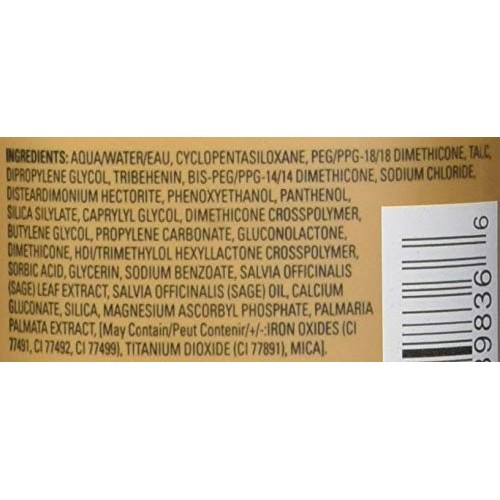 INGREDIENTS: AQUA/WATER/EAU, CYCLOPENTASILOXANE, PEG/PPG-18/18 DIMETHICONE, TALC,
DIPROPYLENE GLYCOL, TRIBEHENIN, BIS-PEG/PPG-14/14 DIMETHICONE, SODIUM CHLORIDE,
DISTEARDIMONIUM HECTORITE, PHENOXYETHANOL, PANTHENOL,
SILICA SILYLATE, CAPRYLYL GLYCOL, DIMETHICONE CROSSPOLYMER,
BUTYLENE GLYCOL, PROPYLENE CARBONATE, GLUCONOLACTONE,
DIMETHICONE, HDI/TRIMETHYLOL HEXYLLACTONE CROSSPOLYMER,
SORBIC ACID, GLYCERIN, SODIUM BENZOATE, SALVIA OFFICINALIS
(SAGE) LEAF EXTRACT, SALVIA OFFICINALIS (SAGE) OIL, CALCIUM
GLUCONATE, SILICA, MAGNESIUM ASCORBYL PHOSPHATE, PALMARIA
PALMATA EXTRACT, [May Contain/Peut Contenir/+/-:IRON OXIDES (CI
77491, CI 77492, CI 77499), TITANIUM DIOXIDE (CI 77891), MICA].
39836 6